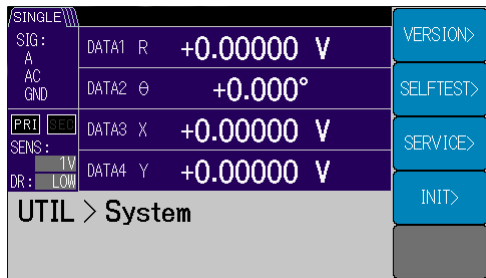 SINGLE
SIG:
A
AC
GND
PRI SEC
SENS:
1V
DR: LOW
DATA1 R +0.00000 V
DATA2 θ +0.000°
DATA3 X +0.00000 V
DATA4 Y +0.00000 V
UTIL > System
VERSION>
SELFTEST>
SERVICE>
INIT>